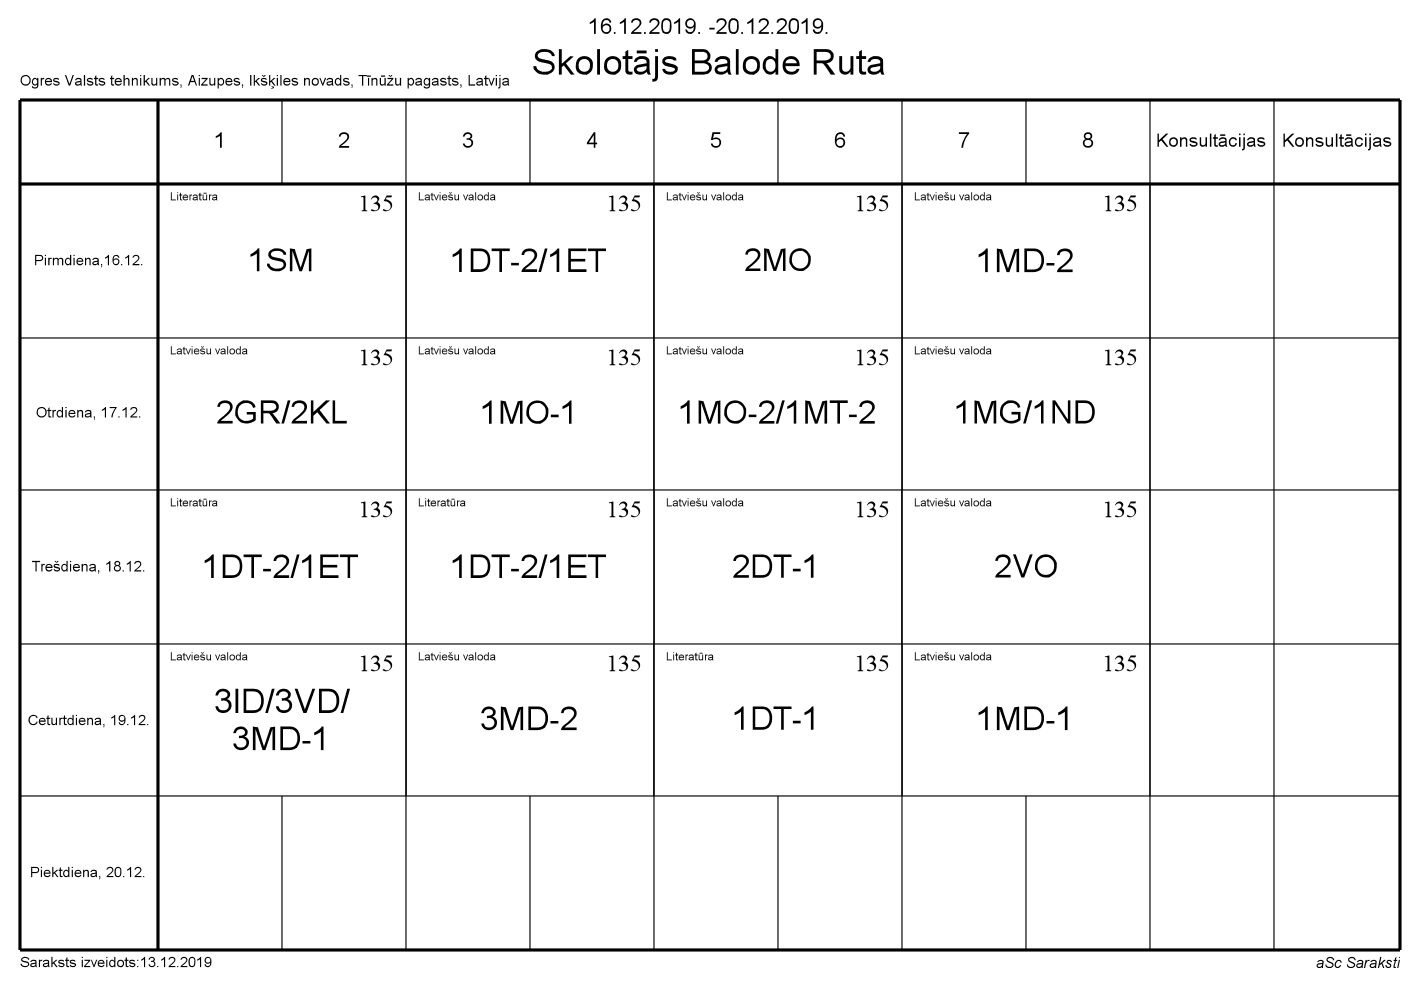 16.12.2019. -20.12.2019.
Skolotājs Balode Ruta
Ogres Valsts tehnikums, Aizupes, Ikšķiles novads, Tīnūžu pagasts, Latvija
1 2 3 4 5 6 7 8 Konsultācijas Konsultācijas
Literatūra 135 Latviešu valoda 135 Latviešu valoda 135 Latviešu valoda 135
Pirmdiena,16.12. 1SM 1DT-2/1ET 2MO 1MD-2
Latviešu valoda 135 Latviešu valoda 135 Latviešu valoda 135 Latviešu valoda 135
Otrdiena, 17.12. 2GR/2KL 1MO-1 1MO-2/1MT-2 1MG/1ND
Literatūra 135 Literatūra 135 Latviešu valoda 135 Latviešu valoda 135
Trešdiena, 18.12. 1DT-2/1ET 1DT-2/1ET 2DT-1 2VO
Latviešu valoda 135 Latviešu valoda 135 Literatūra 135 Latviešu valoda 135
Ceturtdiena, 19.12. 3ID/3VD/ 3MD-2 1DT-1 1MD-1
3MD-1
Piektdiena, 20.12.
Saraksts izveidots:13.12.2019 aSc Saraksti